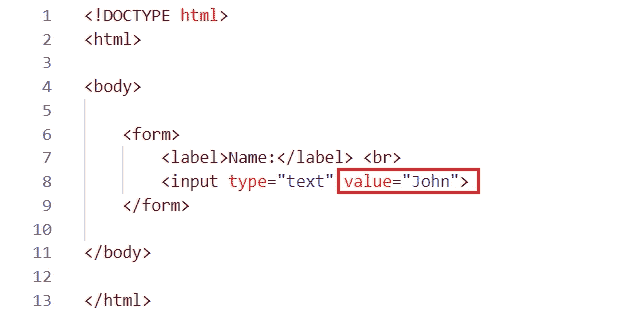 1 <!DOCTYPE html>
2 <html>
3
4 <body>
5
6 <form>
7 <label>Name:</label> <br>
8 <input type="text" value="John">
9 </form>
10
11 </body>
12
13 </html>